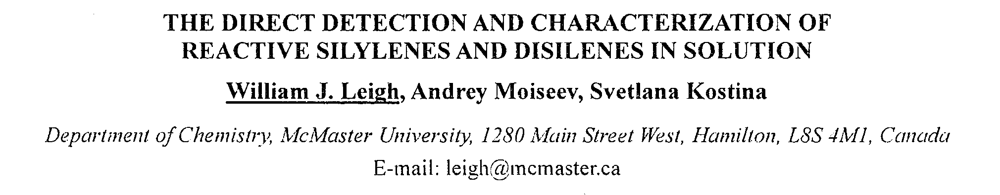 THE DIRECT DETECTION AND CHARACTERIZATION OF
REACTIVE SILYLENES AND DISILENES IN SOLUTION
William J. Leigh, Andrey Moiseev, Svetlana Kostina
Department of Chemistry, McMaster University, 1280 Main Street West, Hamilton, L8S 4M1, Canada
E-mail: leigh@mcmaster.ca